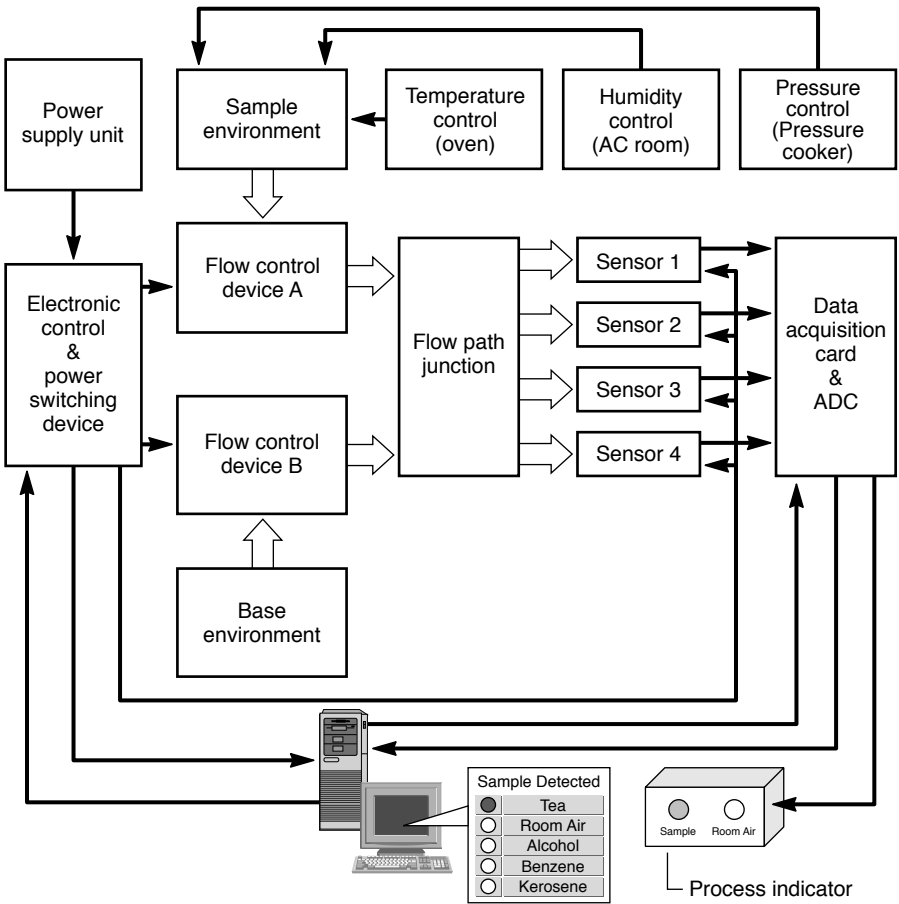 Power
supply unit
Sample
environment
Temperature
control
(oven)
Humidity
control
(AC room)
Pressure
control
(Pressure
cooker)
Electronic
control
&
power
switching
device
Flow control
device A
Flow control
device B
Flow path
junction
Sensor 1
Sensor 2
Sensor 3
Sensor 4
Data
acquisition
card
&
ADC
Base
environment
Sample Detected
Tea
Room Air
Alcohol
Benzene
Kerosene
Sample
Room Air
Process indicator